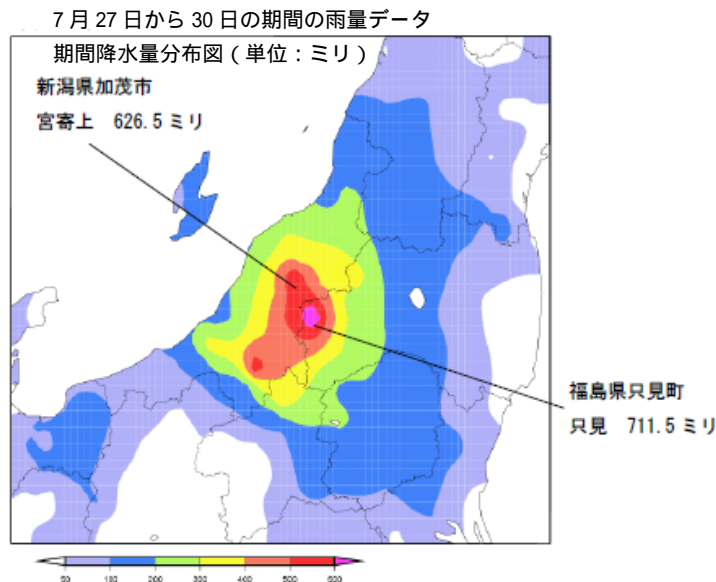 7月27日から30日の期間の雨量データ
期間降水量分布図（単位：ミリ）
新潟県加茂市
宮寄上 626.5 ミリ
福島県只見町
只見 711.5 ミリ
50 100 200 300 400 500 600